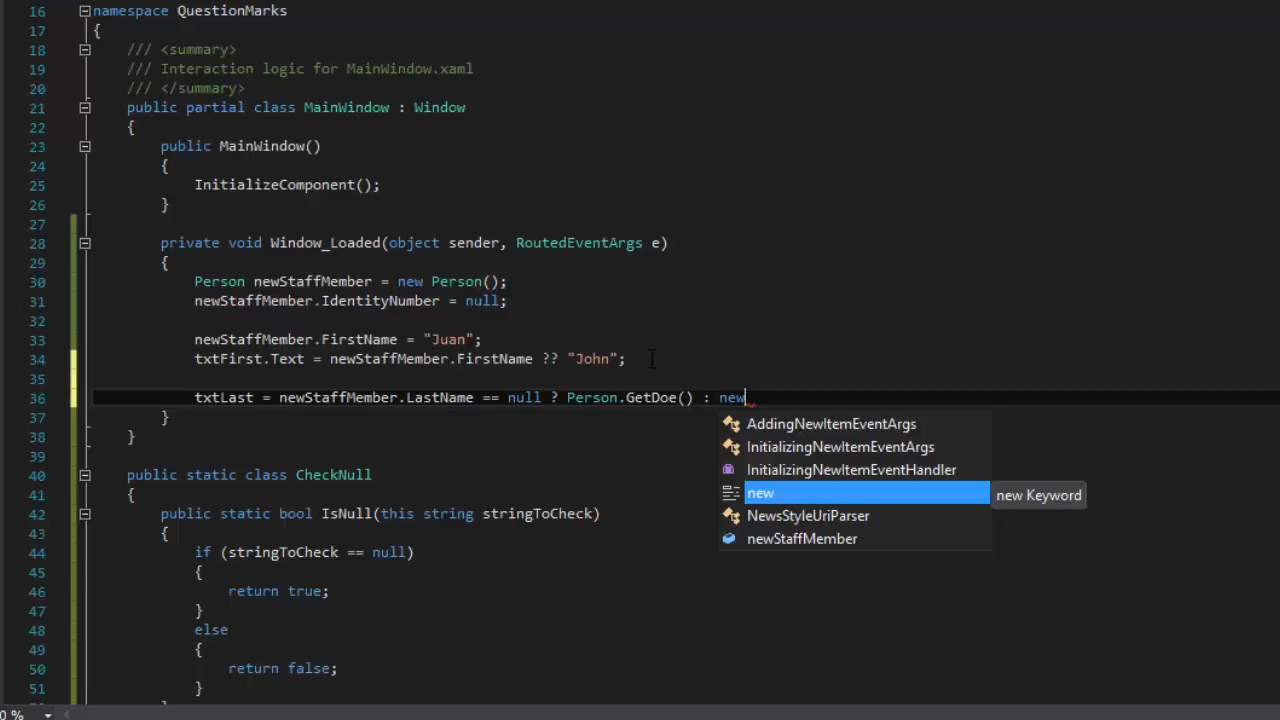 16 namespace QuestionMarks
17 {
18 /// <summary>
19 /// Interaction logic for MainWindow.xaml
20 /// </summary>
21 public partial class MainWindow : Window
22 {
23 public MainWindow()
24 {
25 InitializeComponent();
26 }
27
28 private void Window_Loaded(object sender, RoutedEventArgs e)
29 {
30 Person newStaffMember = new Person();
31 newStaffMember.IdentityNumber = null;
32
33 newStaffMember.FirstName = "Juan";
34 txtFirst.Text = newStaffMember.FirstName ?? "John";
35
36 txtLast = newStaffMember.LastName == null ? Person.GetDoe() : new
37 }
AddingNewItemEventArgs
38 }
InitializingNewItemEventArgs
39
InitializingNewItemEventHandler
40 public static class CheckNull
new
new Keyword
41 {
NewsStyleUriParser
42 public static bool IsNull(this string stringToCheck)
newStaffMember
43 {
44 if (stringToCheck == null)
45 {
46 return true;
47 }
48 else
49 {
50 return false;
51 }
0 %